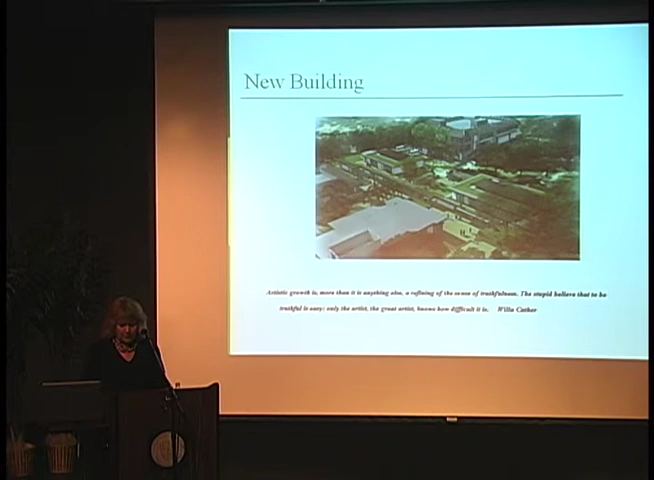 New Building
Artistic growth is, more than it is anything else, a refining of the sense of truthfulness. The stupid believe that to be
truthful is easy; only the artist, the great artist, knows how difficult it is. Willa Cather